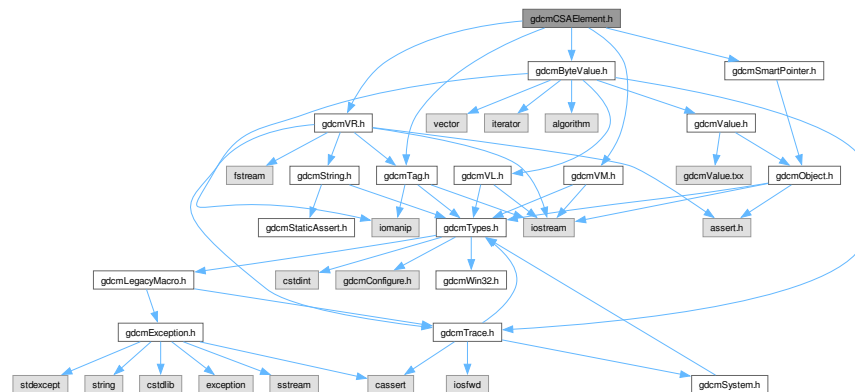 gdcmCSAElement.h
gdcmByteValue.h
gdcmSmartPointer.h
gdcmVR.h
vector
iterator
algorithm
gdcmValue.h
fstream
gdcmString.h
gdcmTag.h
gdcmVL.h
gdcmVM.h
gdcmValue.txx
gdcmObject.h
gdcmStaticAssert.h
iomanip
gdcmTypes.h
iostream
assert.h
gdcmLegacyMacro.h
cstdint
gdcmConfigure.h
gdcmWin32.h
gdcmException.h
gdcmTrace.h
stdexcept
string
cstdlib
exception
sstream
cassert
iosfwd
gdcmSystem.h